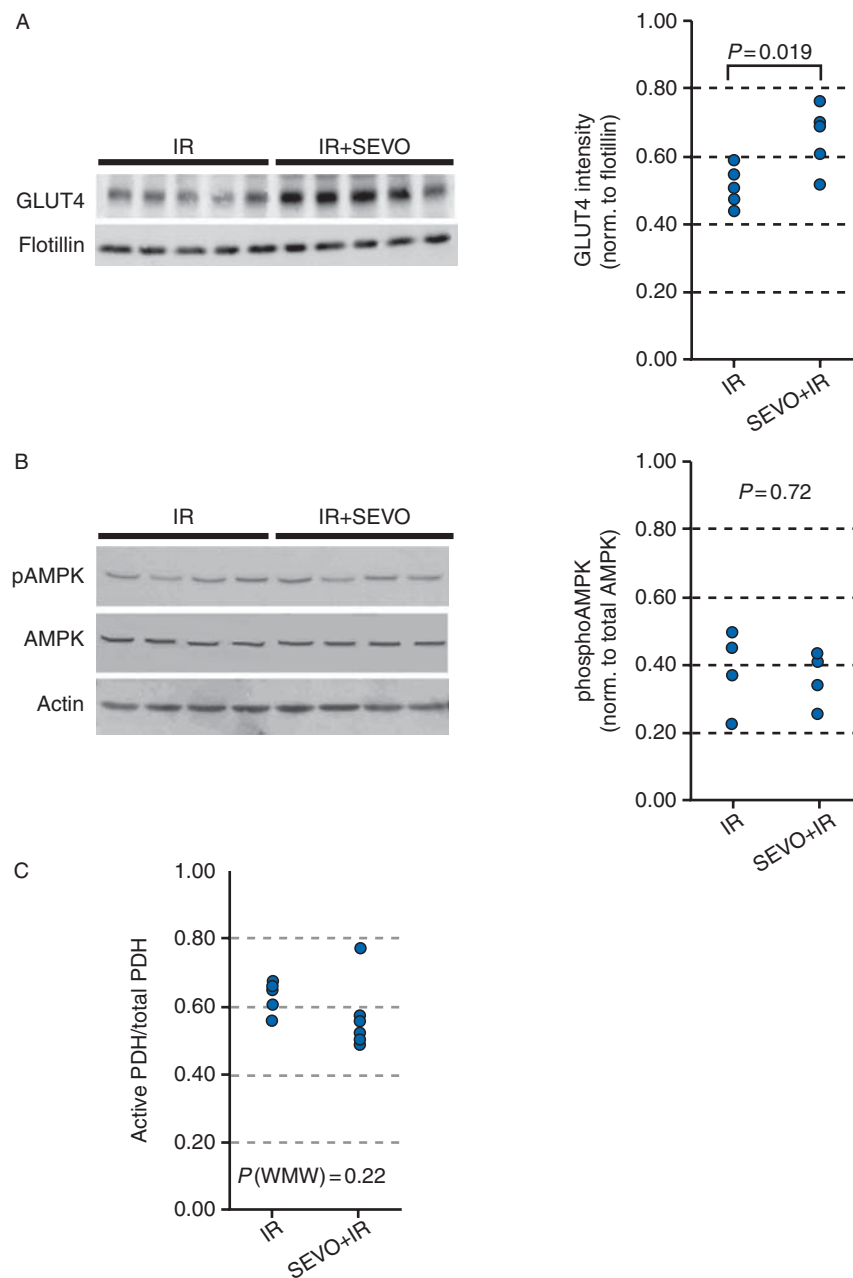 A
IR
IR+SEVO
GLUT4
Flotillin
1.00
0.80
0.60
0.40
0.20
0.00
GLUT4 intensity
(norm. to flotillin)
P=0.019
IR
SEVO+IR
B
IR
IR+SEVO
pAMPK
AMPK
Actin
1.00
0.80
0.60
0.40
0.20
0.00
phosphoAMPK
(norm. to total AMPK)
P=0.72
IR
SEVO+IR
C
1.00
0.80
0.60
0.40
0.20
0.00
Active PDH/total PDH
P(WMW)=0.22
IR
SEVO+IR